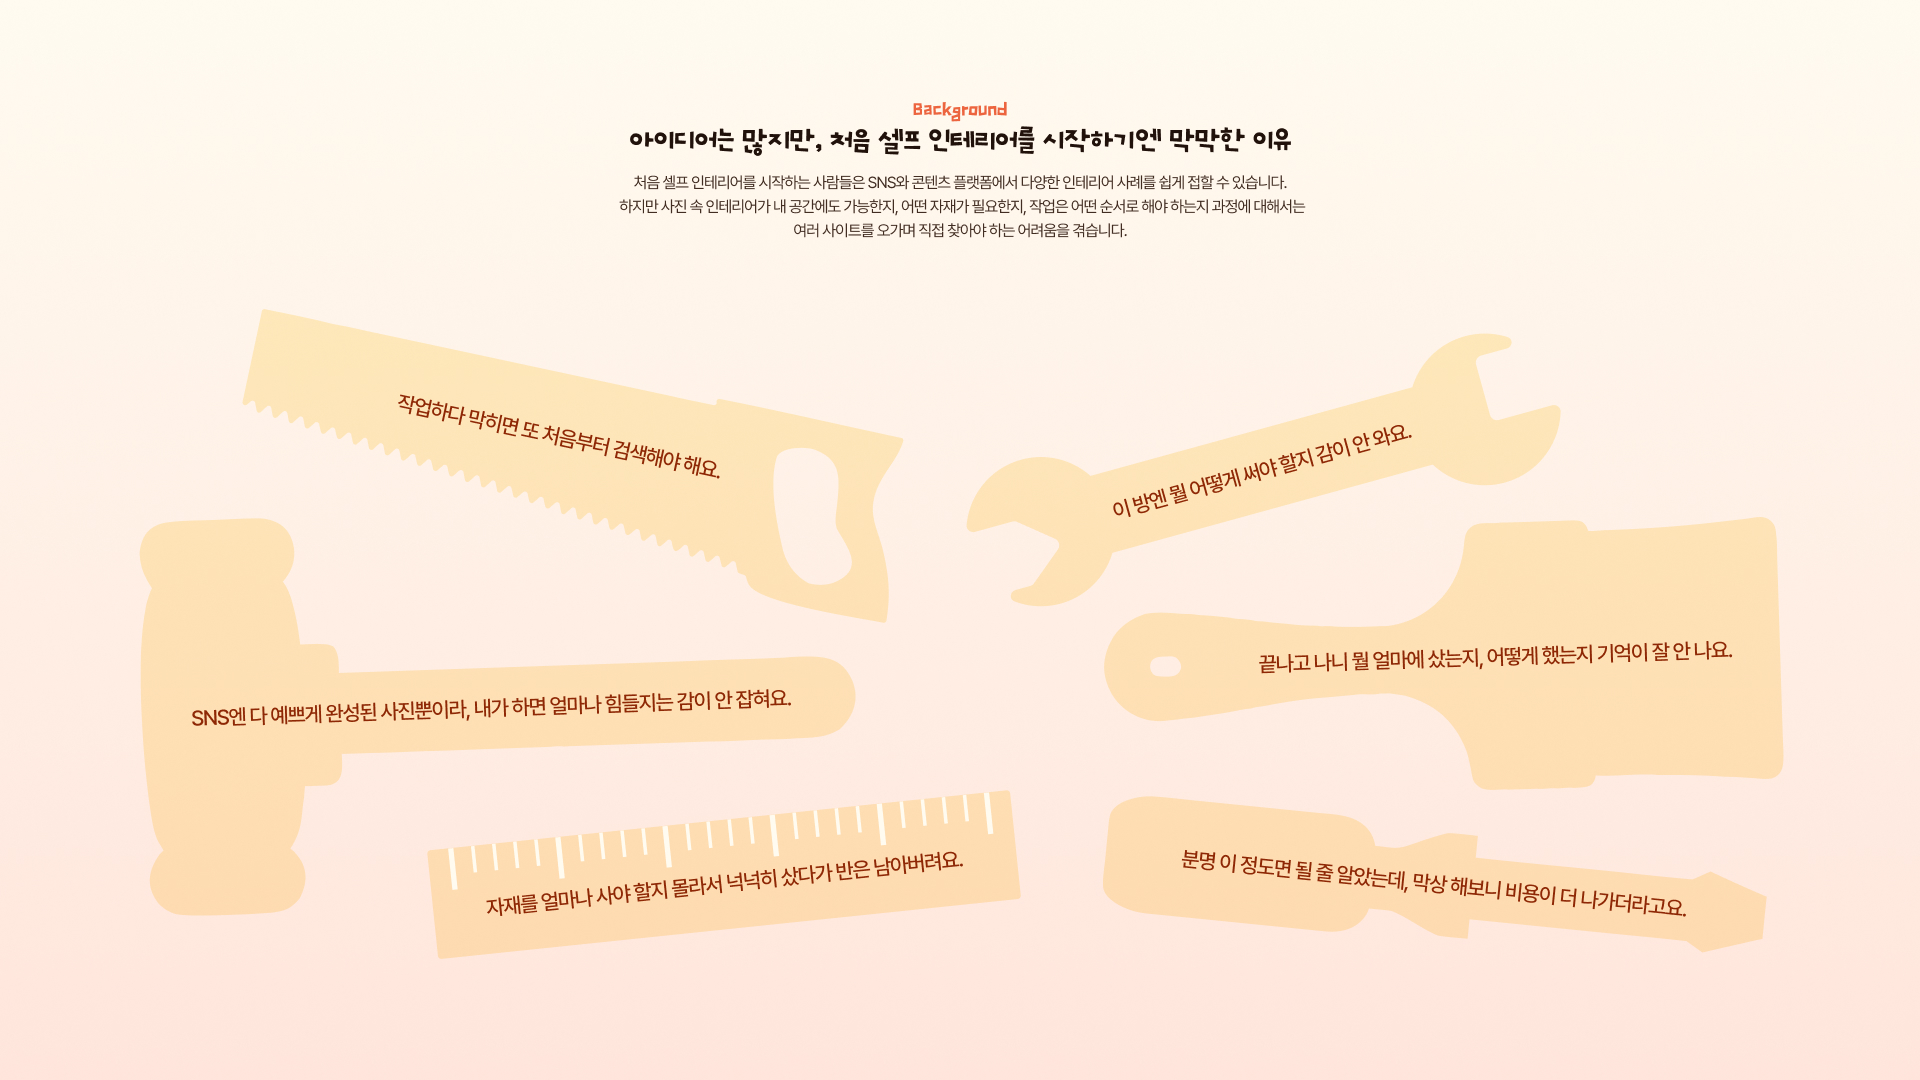 Background
아이디어는 많지만, 처음 셀프 인테리어를 시작하기엔 막막한 이유
처음 셀프 인테리어를 시작하는 사람들은 SNS와 콘텐츠 플랫폼에서 다양한 인테리어 사례를 쉽게 접할 수 있습니다.
하지만 사진 속 인테리어가 내 공간에도 가능한지, 어떤 자재가 필요한지, 작업은 어떤 순서로 해야 하는지 과정에 대해서는
여러 사이트를 오가며 직접 찾아야 하는 어려움을 겪습니다.
작업하다 막히면 또 처음부터 검색해야 해요.
이 방엔 뭘 어떻게 써야 할지 감이 안 와요.
SNS엔 다 예쁘게 완성된 사진뿐이라, 내가 하면 얼마나 힘들지는 감이 안 잡혀요.
끝나고 나니 뭘 얼마에 샀는지, 어떻게 했는지 기억이 잘 안 나요.
자재를 얼마나 사야 할지 몰라서 넉넉히 샀다가 반은 남아버려요.
분명 이 정도면 될 줄 알았는데, 막상 해보니 비용이 더 나가더라고요.